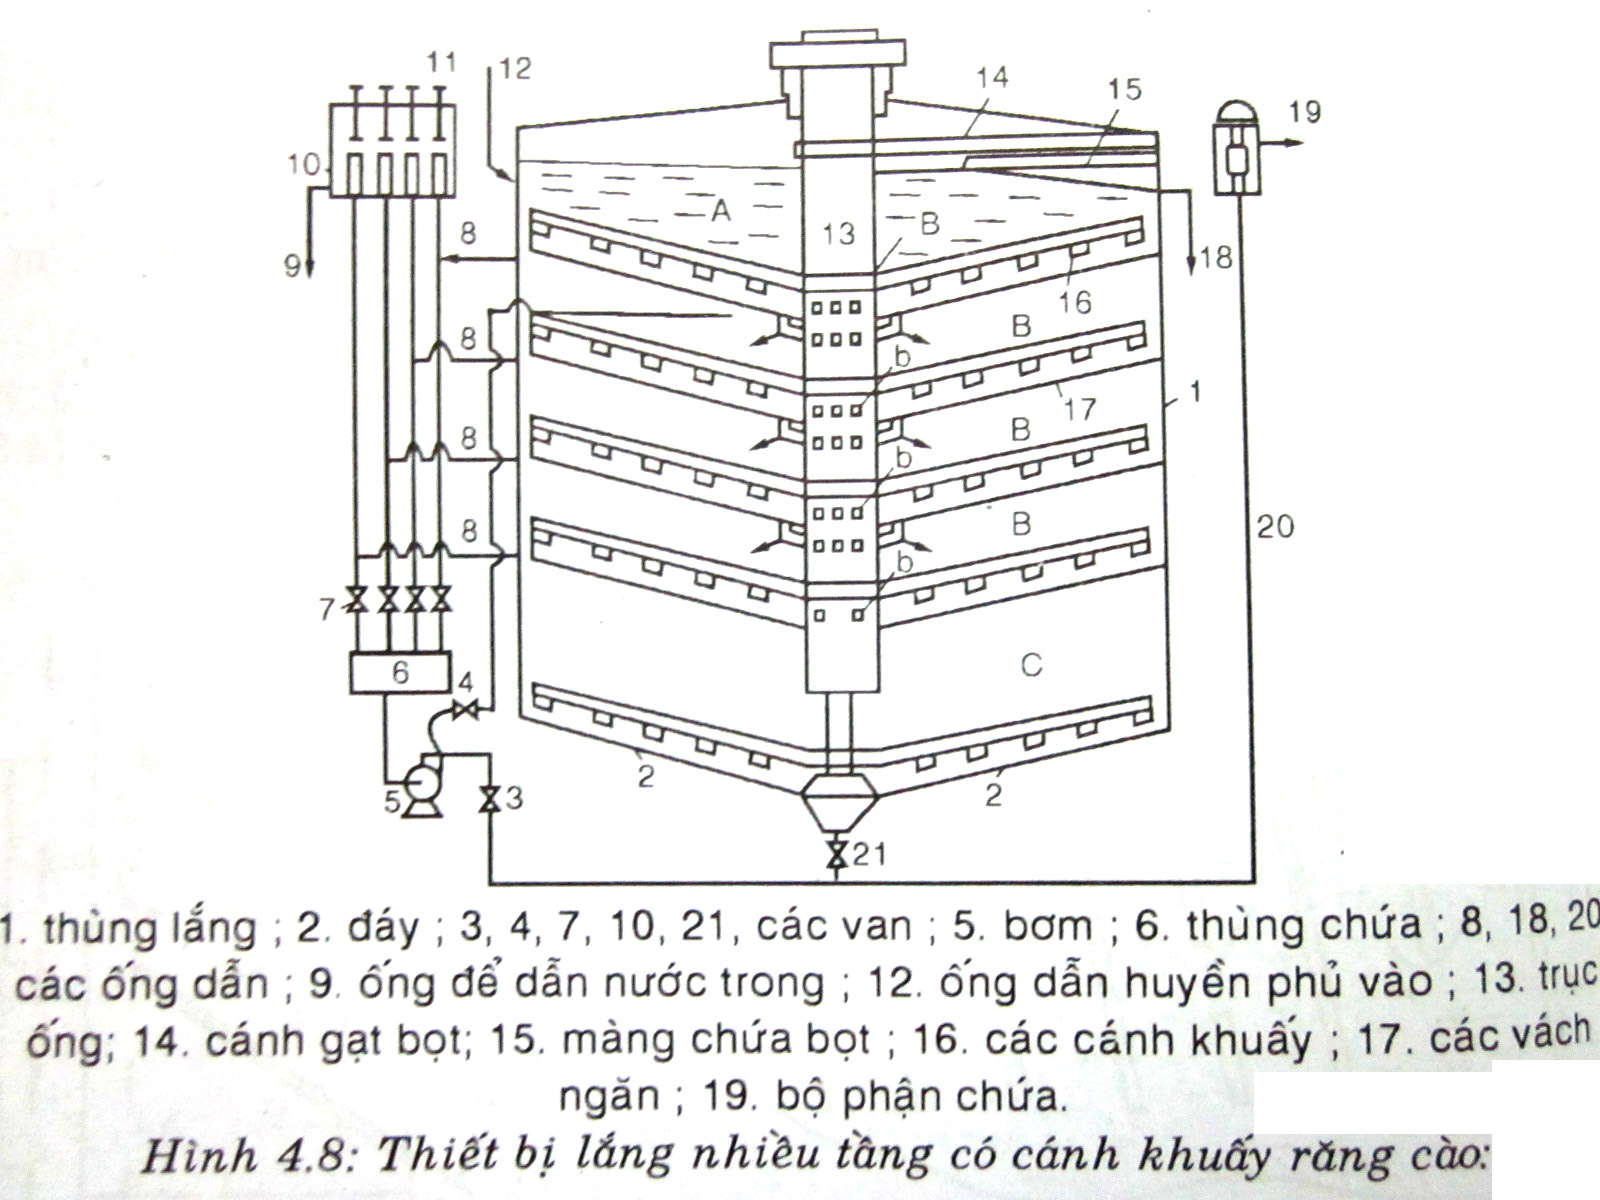 11
12
14
15
19
10
A
13
B
8
9
18
16
B
8
b
17
1
8
B
b
8
B
20
b
7
6
C
4
2
5
3
2
21
1. thùng lắng ; 2. đáy ; 3, 4, 7, 10, 21, các van ; 5. bơm ; 6. thùng chứa ; 8, 18, 20
các ống dẫn ; 9. ống để dẫn nước trong ; 12. ống dẫn huyền phủ vào ; 13. trục
ống; 14. cánh gạt bọt; 15. màng chứa bọt ; 16. các cánh khuấy ; 17. các vách
ngăn ; 19. bộ phận chứa.
Hình 4.8: Thiết bị lắng nhiều tầng có cánh khuấy răng cào: